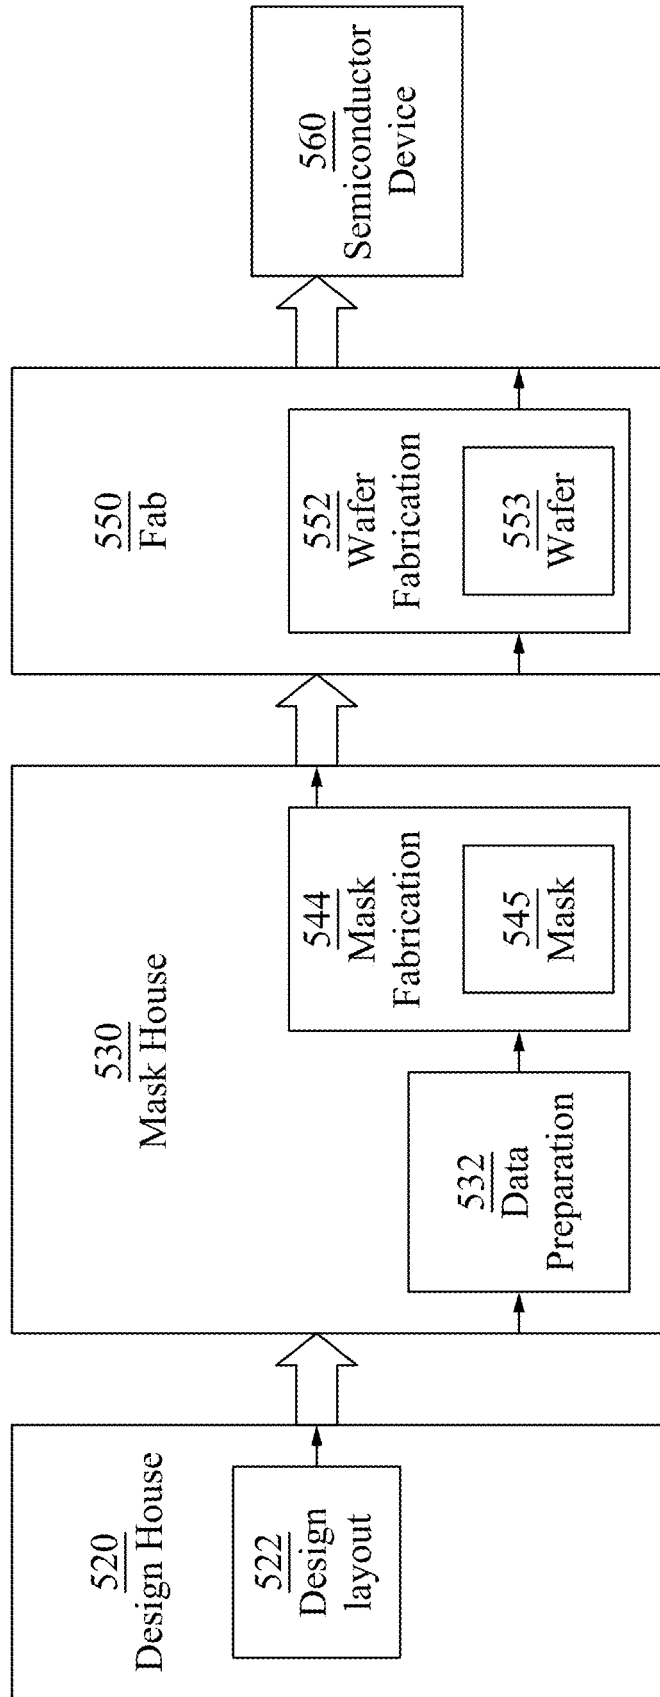 520
Design House
522
Design
layout
530
Mask House
532
Data
Preparation
544
Mask
Fabrication
545
Mask
550
Fab
552
Wafer
Fabrication
553
Wafer
560
Semiconductor
Device